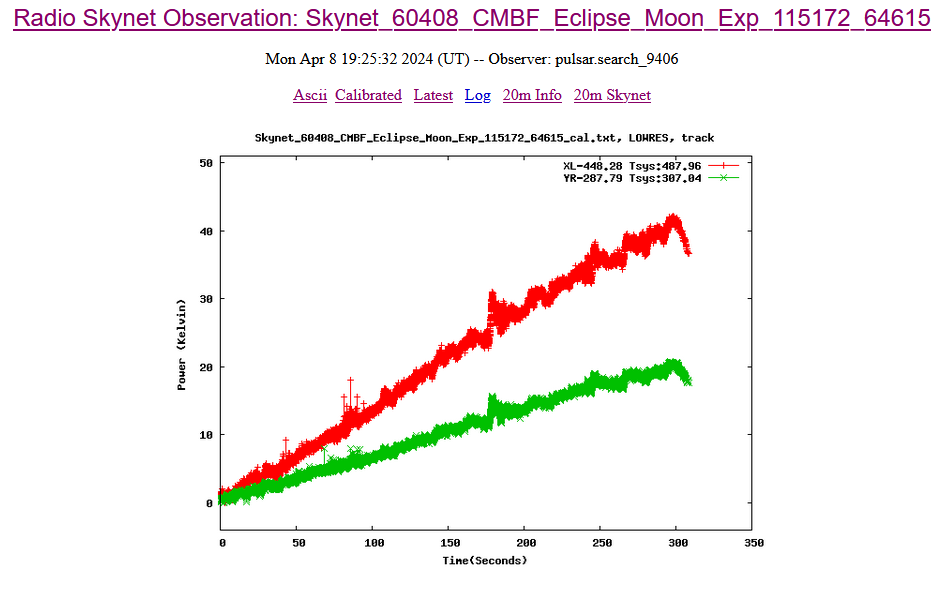 Radio Skynet Observation: Skynet_60408_CMBF_Eclipse_Moon_Exp_115172_64615
Mon Apr 8 19:25:32 2024 (UT) -- Observer: pulsar.search_9406
Ascii Calibrated Latest Log 20m Info 20m Skynet
Skynet_60408_CMBF_Eclipse_Moon_Exp_115172_64615_cal.txt, LOWRES, track
XL-448.28 Tsys:487.96
YR-287.79 Tsys:307.04
50
40
30
20
10
0
Power (Kelvin)
0 50 100 150 200 250 300 350
Time(Seconds)